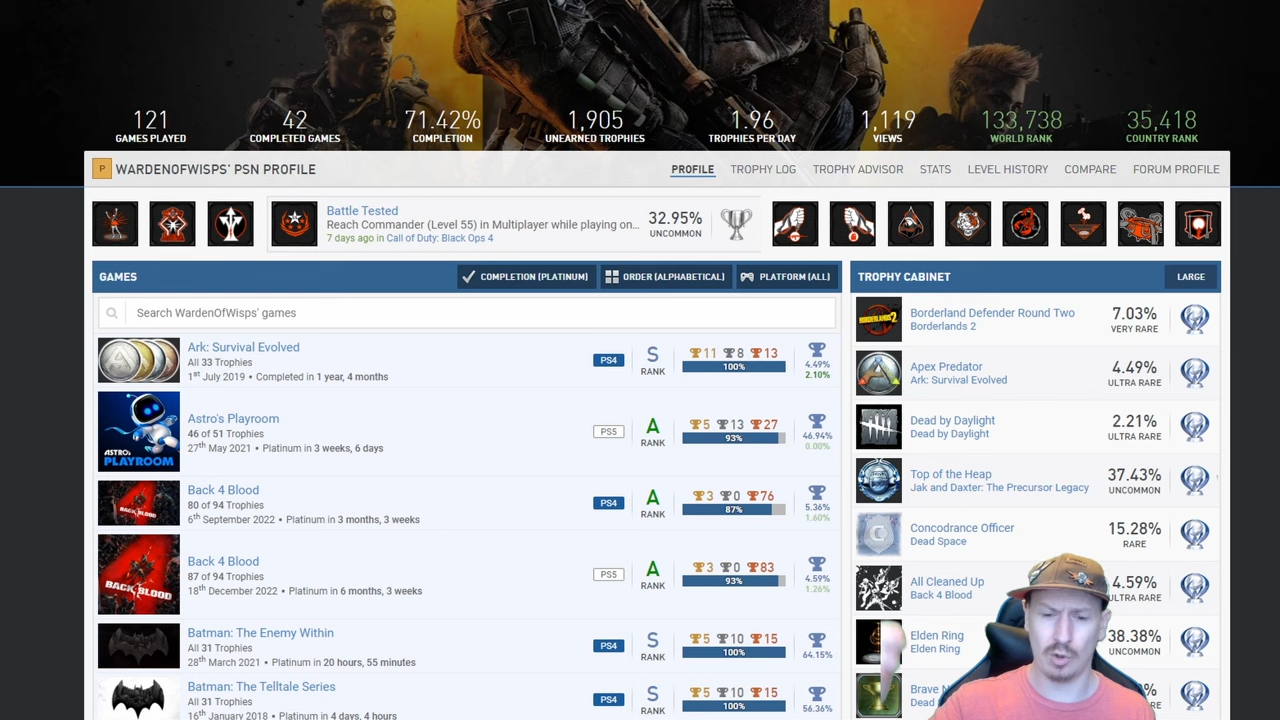 121
GAMES PLAYED
42
COMPLETED GAMES
71.42%
COMPLETION
1,905
UNEARNED TROPHIES
1.96
TROPHIES PER DAY
1,119
VIEWS
133,738
WORLD RANK
35,418
COUNTRY RANK
P WARDENOFWISPS' PSN PROFILE
PROFILE TROPHY LOG TROPHY ADVISOR STATS LEVEL HISTORY COMPARE FORUM PROFILE
Battle Tested
Reach Commander (Level 55) in Multiplayer while playing on...
7 days ago in Call of Duty: Black Ops 4
32.95%
UNCOMMON
GAMES
COMPLETION (PLATINUM) ORDER (ALPHABETICAL) PLATFORM (ALL)
Search WardenOfWisps' games
Ark: Survival Evolved
All 33 Trophies
1st July 2019 • Completed in 1 year, 4 months
PS4
S
RANK
11 8 13
100%
4.49%
2.10%
ASTRO'S
PLAYROOM
Astro's Playroom
46 of 51 Trophies
27th May 2021 • Platinum in 3 weeks, 6 days
PS5
A
RANK
5 13 27
93%
46.94%
0.00%
BACK BLOOD
Back 4 Blood
80 of 94 Trophies
6th September 2022 • Platinum in 3 months, 3 weeks
PS4
A
RANK
3 0 76
87%
5.36%
1.60%
BACK BLOOD
Back 4 Blood
87 of 94 Trophies
18th December 2022 • Platinum in 6 months, 3 weeks
PS5
A
RANK
3 0 83
93%
4.59%
1.26%
Batman: The Enemy Within
All 31 Trophies
28th March 2021 • Platinum in 20 hours, 55 minutes
PS4
S
RANK
5 10 15
100%
64.15%
Batman: The Telltale Series
All 31 Trophies
16th January 2018 • Platinum in 4 days, 4 hours
PS4
S
RANK
5 10 15
100%
56.36%
TROPHY CABINET
LARGE
BORDERLANDS 2
Borderland Defender Round Two
Borderlands 2
7.03%
VERY RARE
Apex Predator
Ark: Survival Evolved
4.49%
ULTRA RARE
Dead by Daylight
Dead by Daylight
2.21%
ULTRA RARE
Top of the Heap
Jak and Daxter: The Precursor Legacy
37.43%
UNCOMMON
Concodrance Officer
Dead Space
15.28%
RARE
All Cleaned Up
Back 4 Blood
4.59%
ULTRA RARE
Elden Ring
Elden Ring
38.38%
UNCOMMON
Brave
Dead